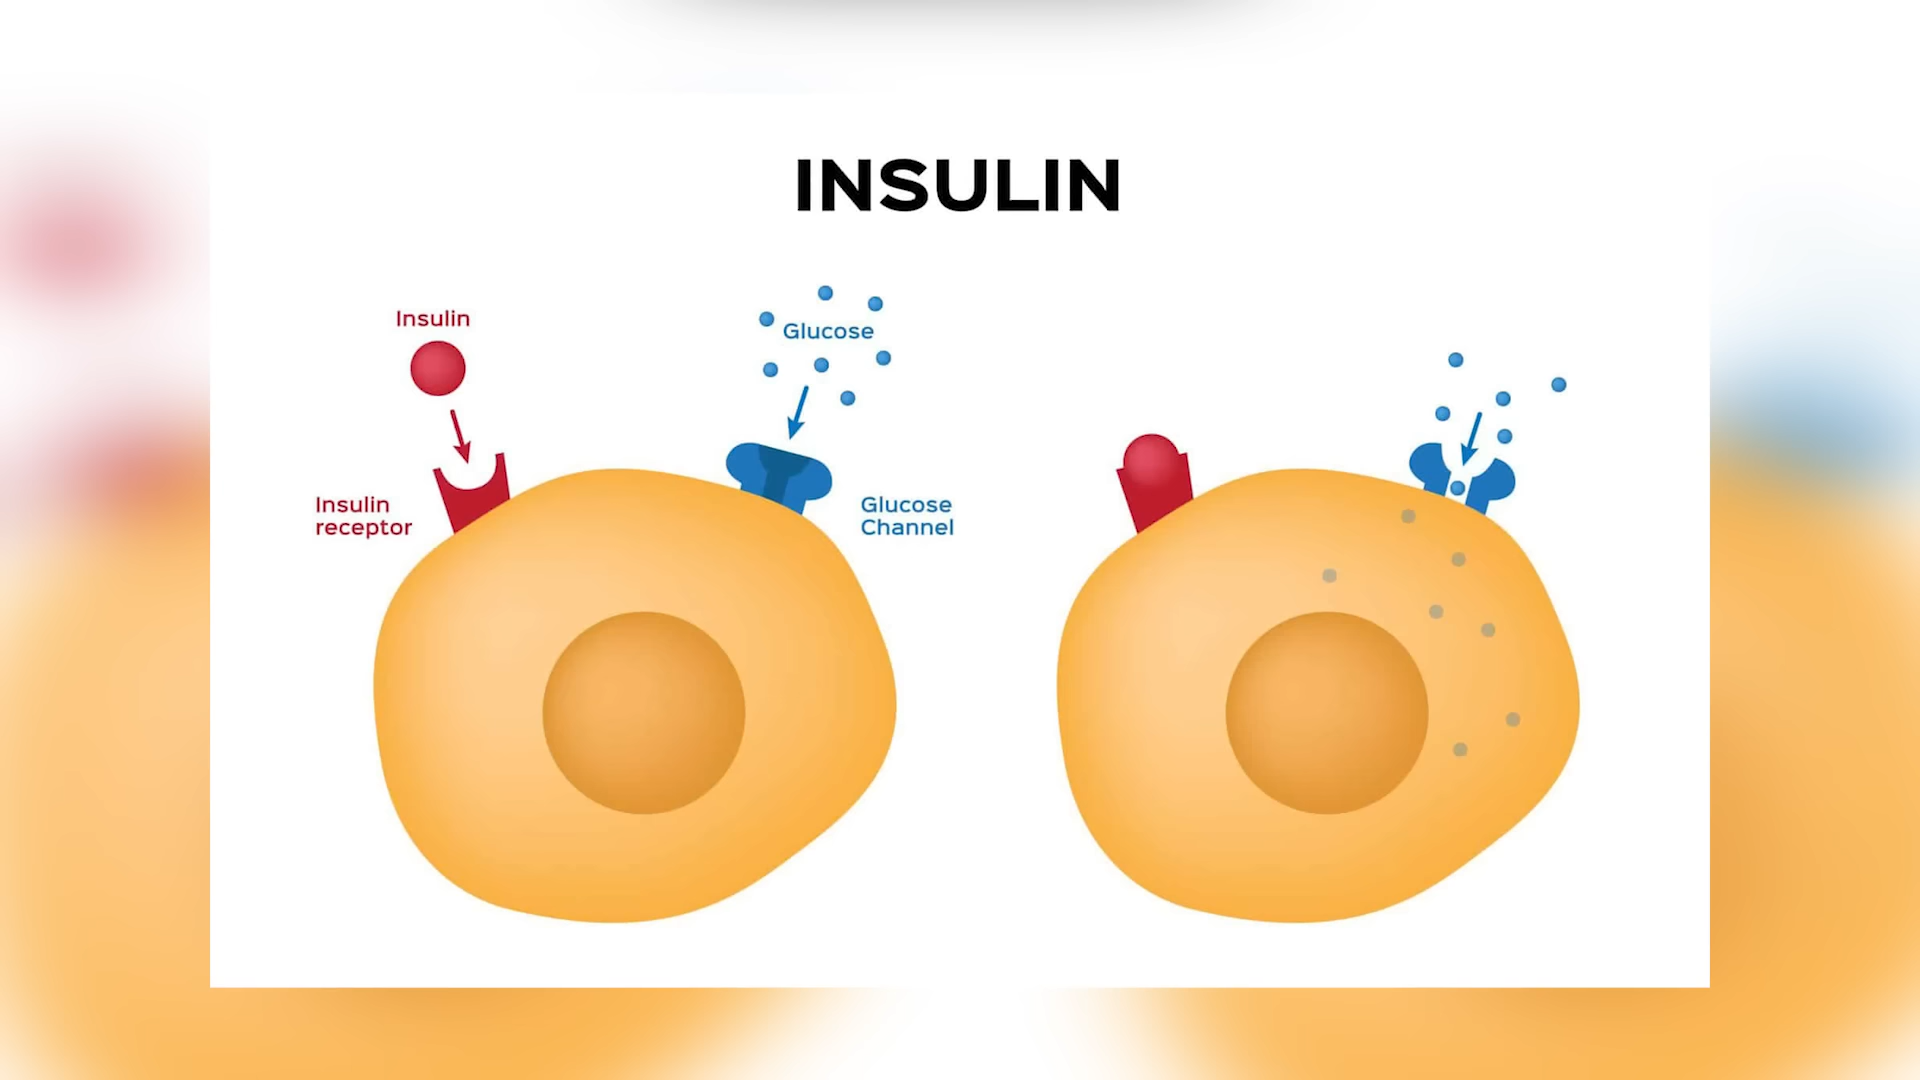 INSULIN
Insulin
Glucose
Insulin
receptor
Glucose
Channel